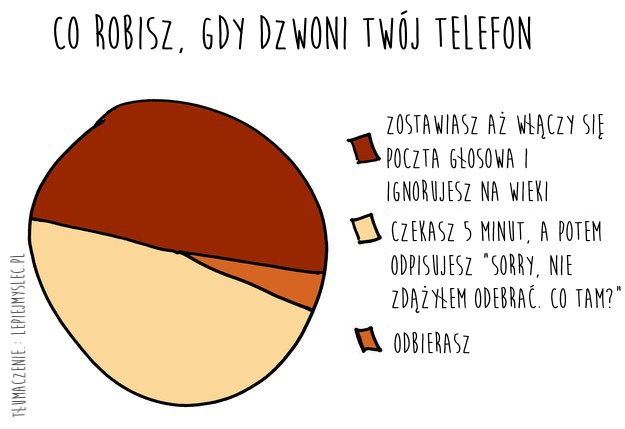 CO ROBISZ, GDY DZWONI TWÓJ TELEFON
ZOSTAWIASZ AŻ WŁĄCZY SIĘ
POCZTA GŁOSOWA I
IGNORUJESZ NA WIEKI
CZEKASZ 5 MINUT, A POTEM
ODPISUJESZ "SORRY, NIE
ZDĄŻYŁEM ODEBRAĆ. CO TAM?"
ODBIERASZ
TŁUMACZENIE.: LEPIEJMYSLEC.PL